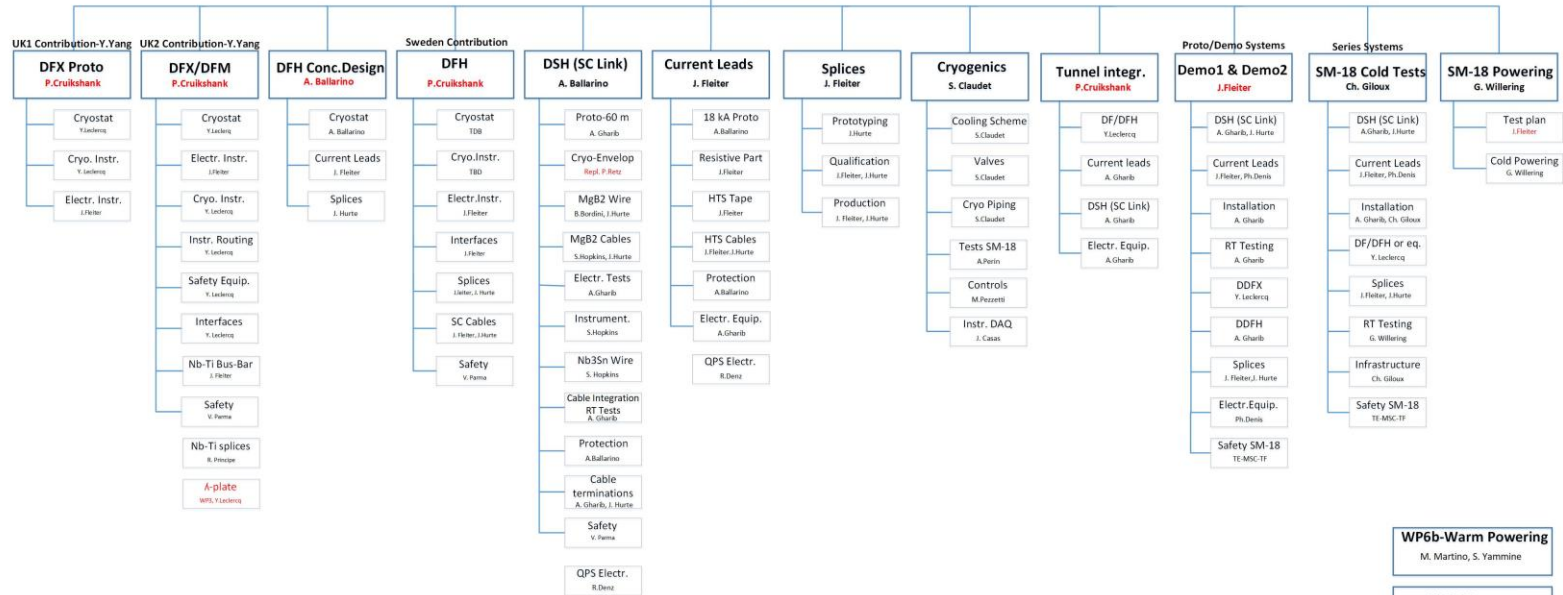 UK1 Contribution-Y.Yang
DFX Proto
P.Cruikshank
Cryostat
Y.Leclercq
Cryo. Instr.
Y. Leclercq
Electr. Instr.
J.Fleiter
UK2 Contribution-Y.Yang
DFX/DFM
P.Cruikshank
Cryostat
Y.Leclerq
Electr. Instr.
J.Fleiter
Cryo. Instr.
Y. Leclercq
Instr. Routing
Y. Leclercq
Safety Equip.
Y. Leclercq
Interfaces
Y. Leclercq
Nb-Ti Bus-Bar
J. Fleiter
Safety
V. Parma
Nb-Ti splices
R. Principe
λ-plate
WP3, Y.Leclercq
DFH Conc.Design
A. Ballarino
Cryostat
A. Ballarino
Current Leads
J. Fleiter
Splices
J. Hurte
Sweden Contribution
DFH
P.Cruikshank
Cryostat
TDB
Cryo.Instr.
TBD
Electr.Instr.
J.Fleiter
Interfaces
J.Fleiter
Splices
J.leiter, J. Hurte
SC Cables
J. Fleiter, J.Hurte
Safety
V. Parma
DSH (SC Link)
A. Ballarino
Proto-60 m
A. Gharib
Cryo-Envelop
Repl. P.Retz
MgB2 Wire
B.Bordini, J.Hurte
MgB2 Cables
S.Hopkins, J.Hurte
Electr. Tests
A.Gharib
Instrument.
S.Hopkins
Nb3Sn Wire
S. Hopkins
Cable Integration
RT Tests
A. Gharib
Protection
A.Ballarino
Cable
terminations
A. Gharib, J. Hurte
Safety
V. Parma
QPS Electr.
R.Denz
Current Leads
J. Fleiter
18 kA Proto
A.Ballarino
Resistive Part
J.Fleiter
HTS Tape
J.Fleiter
HTS Cables
J.Fleiter,J.Hurte
Protection
A.Ballarino
Electr. Equip.
A.Gharib
QPS Electr.
R.Denz
Splices
J. Fleiter
Prototyping
J.Hurte
Qualification
J.Fleiter, J.Hurte
Production
J. Fleiter, J.Hurte
Cryogenics
S. Claudet
Cooling Scheme
S.Claudet
Valves
S.Claudet
Cryo Piping
S.Claudet
Tests SM-18
A.Perin
Controls
M.Pezzetti
Instr. DAQ
J. Casas
Tunnel integr.
P.Cruikshank
DF/DFH
Y.Leclercq
Current leads
A. Gharib
DSH (SC Link)
A. Gharib
Electr. Equip.
A.Gharib
Proto/Demo Systems
Demo1 & Demo2
J.Fleiter
DSH (SC Link)
A. Gharib, J. Hurte
Current Leads
J.Fleiter, Ph.Denis
Installation
A. Gharib
RT Testing
A. Gharib
DDFX
Y. Leclercq
DDFH
A. Gharib
Splices
J. Fleiter,J. Hurte
Electr.Equip.
Ph.Denis
Safety SM-18
TE-MSC-TF
Series Systems
SM-18 Cold Tests
Ch. Giloux
DSH (SC Link)
A.Gharib, J.Hurte
Current Leads
J.Fleiter, Ph.Denis
Installation
A. Gharib, Ch. Giloux
DF/DFH or eq.
Y. Leclercq
Splices
J.Fleiter, J.Hurte
RT Testing
G. Willering
Infrastructure
Ch. Giloux
Safety SM-18
TE-MSC-TF
SM-18 Powering
G. Willering
Test plan
J.Fleiter
Cold Powering
G. Willering
WP6b-Warm Powering
M. Martino, S. Yammine